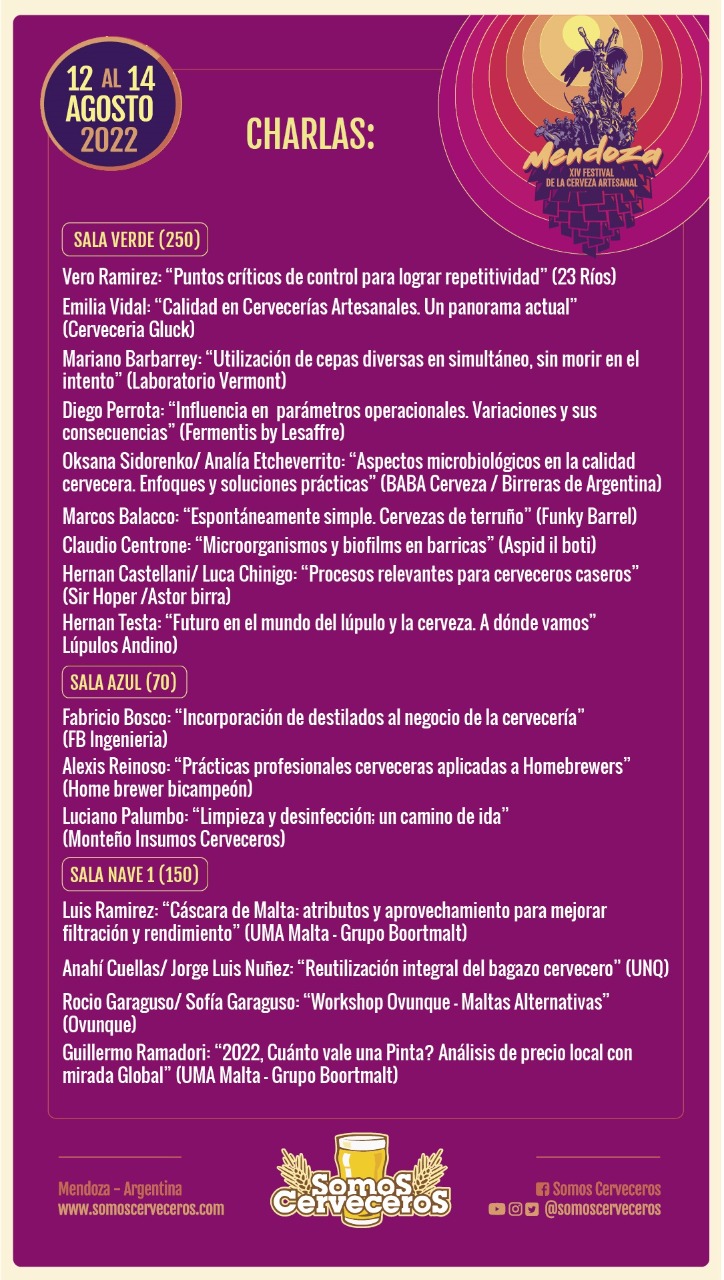 12 AL 14
AGOSTO
2022
CHARLAS:
Mendoza
XIV FESTIVAL
DE LA CERVEZA ARTESANAL
SALA VERDE (250)
Vero Ramirez: “Puntos críticos de control para lograr repetitividad” (23 Ríos)
Emilia Vidal: “Calidad en Cervecerías Artesanales. Un panorama actual”
(Cerveceria Gluck)
Mariano Barbarrey: “Utilización de cepas diversas en simultáneo, sin morir en el
intento” (Laboratorio Vermont)
Diego Perrota: “Influencia en parámetros operacionales. Variaciones y sus
consecuencias” (Fermentis by Lesaffre)
Oksana Sidorenko/ Analía Etcheverrito: “Aspectos microbiológicos en la calidad
cervecera. Enfoques y soluciones prácticas” (BABA Cerveza / Birreras de Argentina)
Marcos Balacco: “Espontáneamente simple. Cervezas de terruño” (Funky Barrel)
Claudio Centrone: “Microorganismos y biofilms en barricas” (Aspid il boti)
Hernan Castellani/ Luca Chinigo: “Procesos relevantes para cerveceros caseros”
(Sir Hoper /Astor birra)
Hernan Testa: “Futuro en el mundo del lúpulo y la cerveza. A dónde vamos”
Lúpulos Andino)
SALA AZUL (70)
Fabricio Bosco: “Incorporación de destilados al negocio de la cervecería”
(FB Ingenieria)
Alexis Reinoso: “Prácticas profesionales cerveceras aplicadas a Homebrewers”
(Home brewer bicampeón)
Luciano Palumbo: “Limpieza y desinfección; un camino de ida”
(Monteño Insumos Cerveceros)
SALA NAVE 1 (150)
Luis Ramirez: “Cáscara de Malta: atributos y aprovechamiento para mejorar
filtración y rendimiento” (UMA Malta - Grupo Boortmalt)
Anahí Cuellas/ Jorge Luis Nuñez: “Reutilización integral del bagazo cervecero” (UNQ)
Rocio Garaguso/ Sofía Garaguso: “Workshop Ovunque - Maltas Alternativas”
(Ovunque)
Guillermo Ramadori: “2022, Cuánto vale una Pinta? Análisis de precio local con
mirada Global” (UMA Malta - Grupo Boortmalt)
Mendoza – Argentina
www.somoscerveceros.com
Somos
Cerveceros
Somos Cerveceros
@somoscerveceros